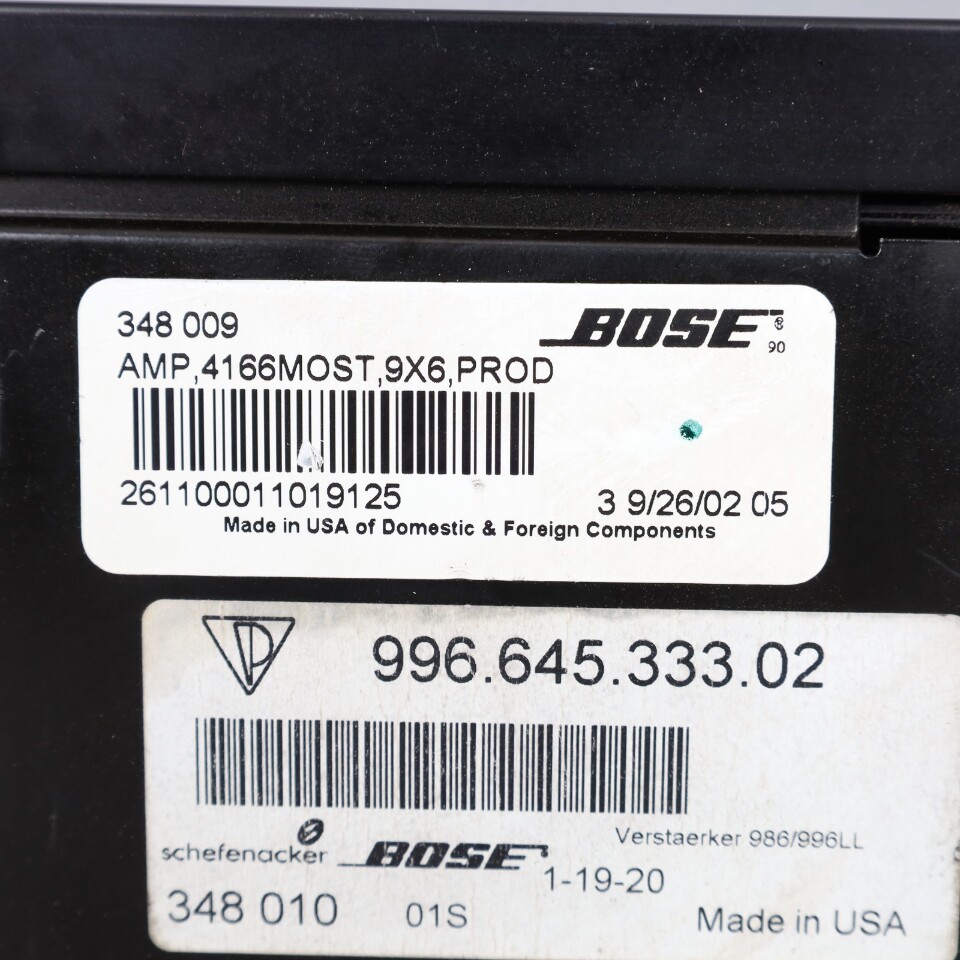 348 009
BOSE®
90
AMP,4166MOST,9X6,PROD
261100011019125
3 9/26/02 05
Made in USA of Domestic & Foreign Components
996.645.333.02
schefenacker
BOSE
Verstaerker 986/996LL
1-19-20
348 010
01S
Made in USA